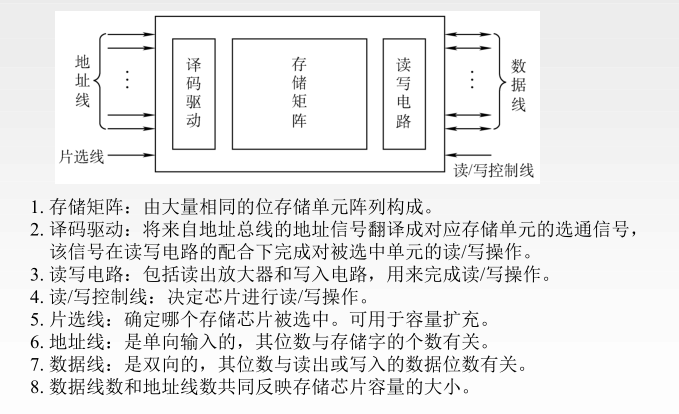 地址线
译码驱动
存储矩阵
读写电路
数据线
片选线
读/写控制线
1. 存储矩阵：由大量相同的位存储单元阵列构成。
2. 译码驱动：将来自地址总线的地址信号翻译成对应存储单元的选通信号，
该信号在读写电路的配合下完成对被选中单元的读/写操作。
3. 读写电路：包括读出放大器和写入电路，用来完成读/写操作。
4. 读/写控制线：决定芯片进行读/写操作。
5. 片选线：确定哪个存储芯片被选中。可用于容量扩充。
6. 地址线：是单向输入的，其位数与存储字的个数有关。
7. 数据线：是双向的，其位数与读出或写入的数据位数有关。
8. 数据线数和地址线数共同反映存储芯片容量的大小。